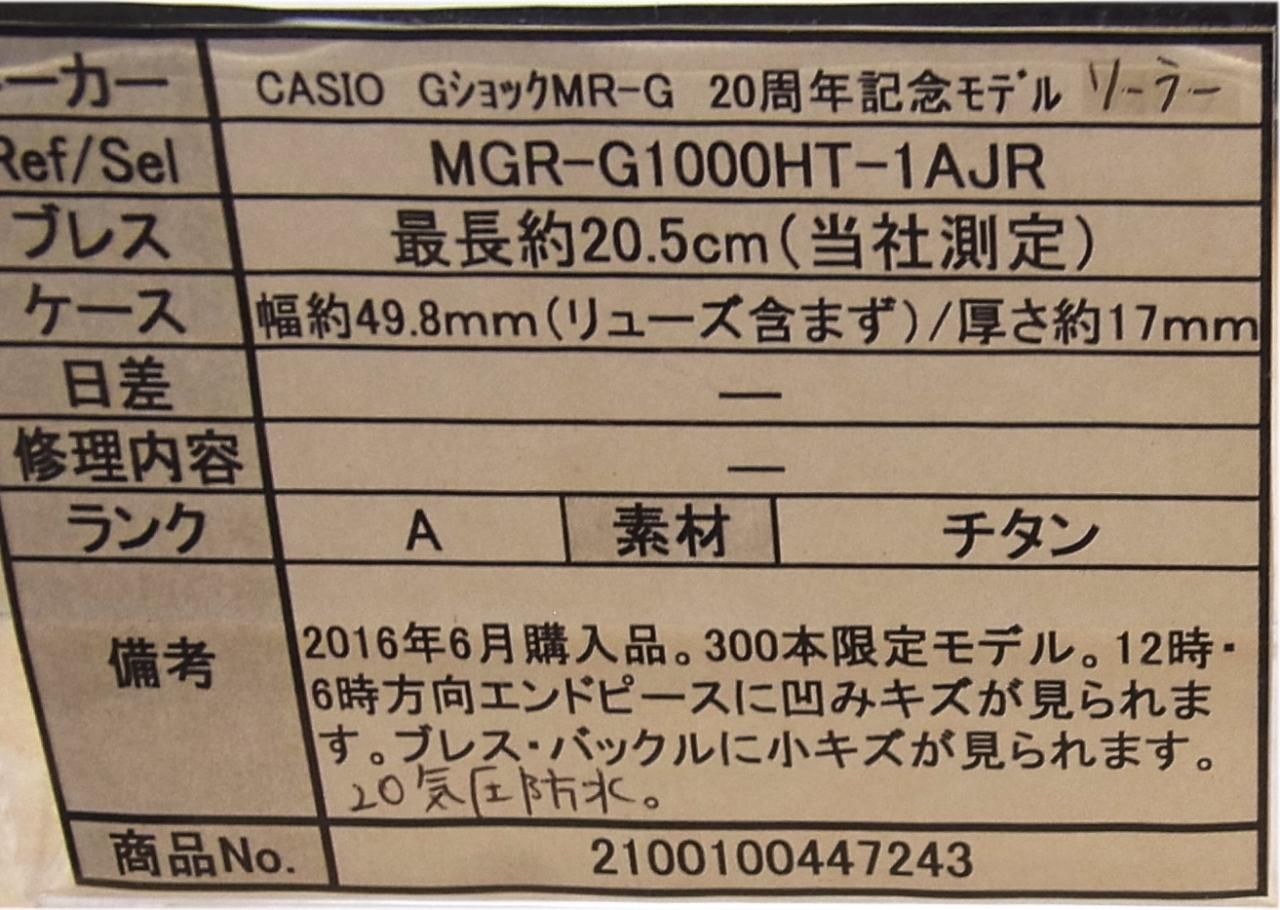 ーカー CASIO GｼｮｯｸMR-G 20周年記念ﾓﾃﾞﾙ ソーラー
Ref/Sel MGR-G1000HT-1AJR
ブレス 最長約20.5cm(当社測定)
ケース 幅約49.8mm(リューズ含まず)/厚さ約17mm
日差 ―
修理内容 ―
ランク A 素材 チタン
備考 2016年6月購入品。300本限定モデル。12時・
6時方向エンドピースに凹みキズが見られま
す。ブレス・バックルに小キズが見られます。
20気圧防水。
商品No. 2100100447243